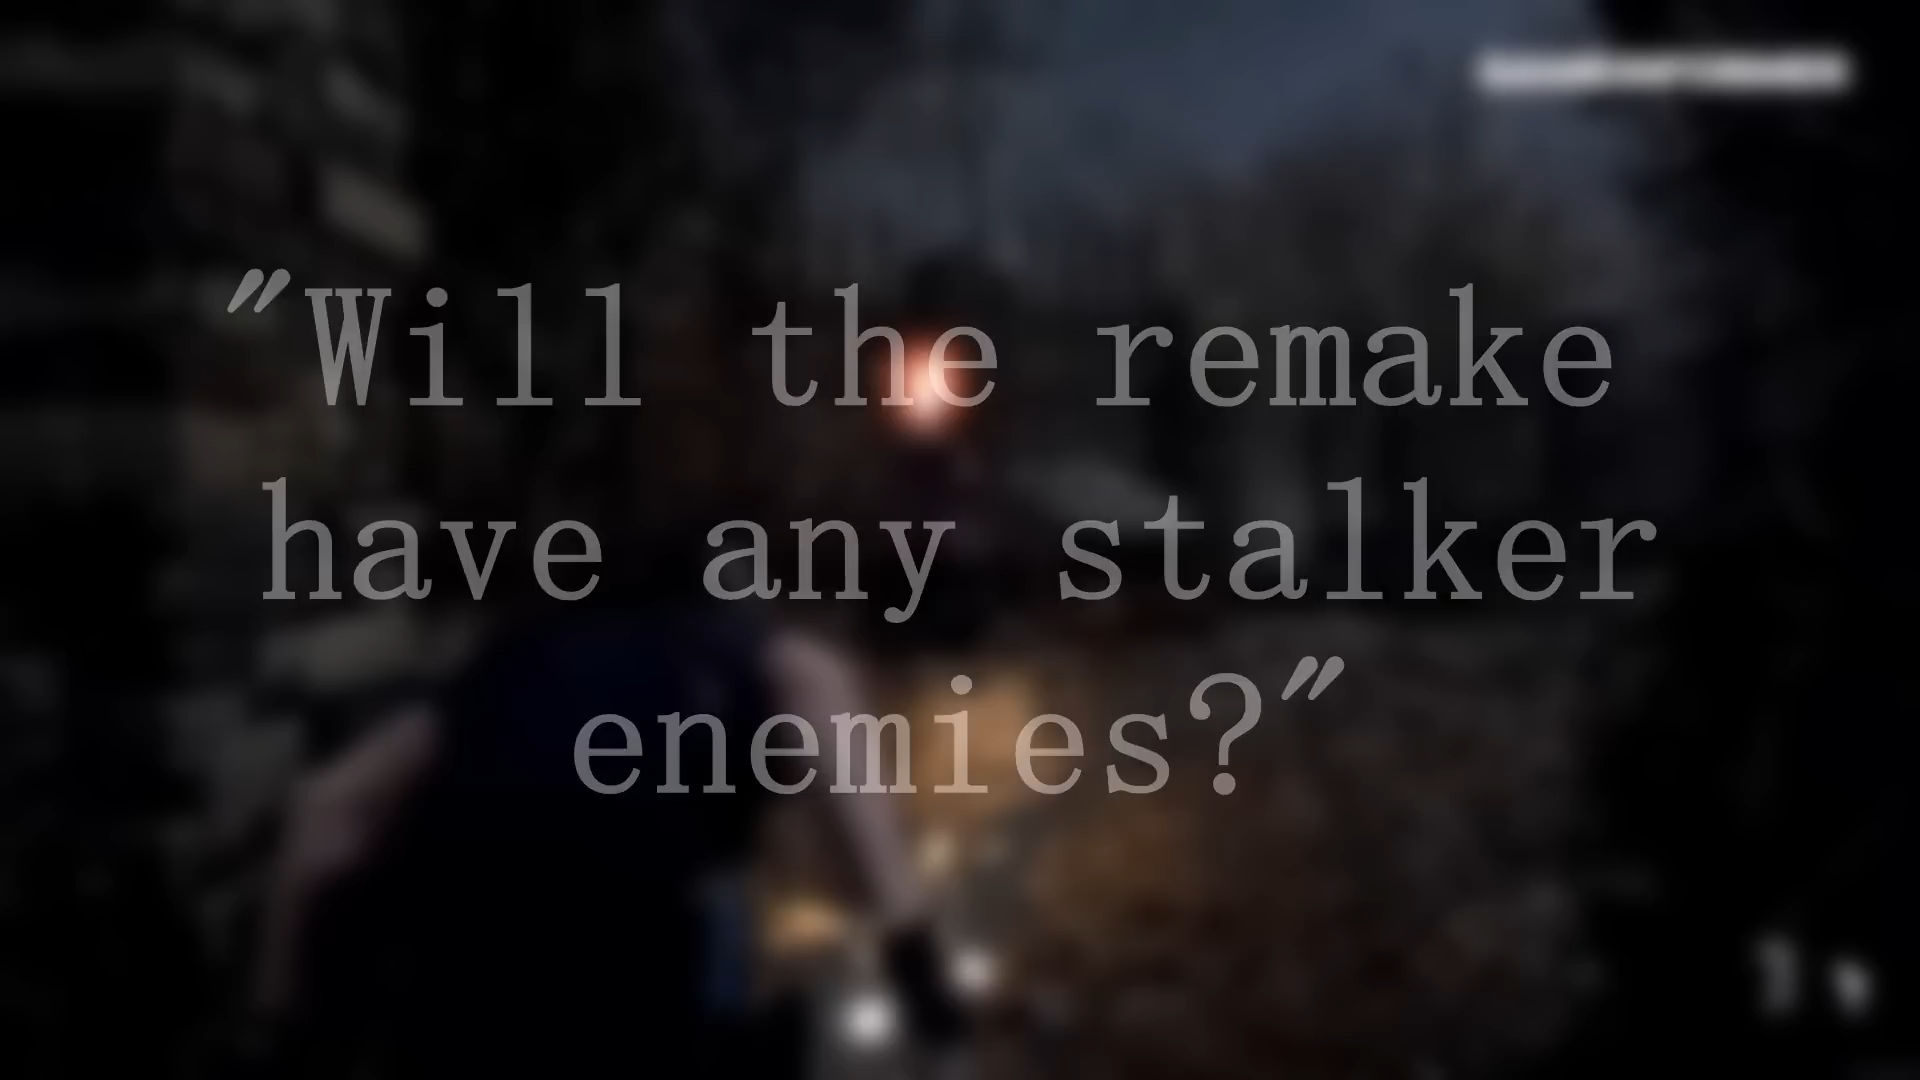 "Will the remake
have any stalker
enemies?"